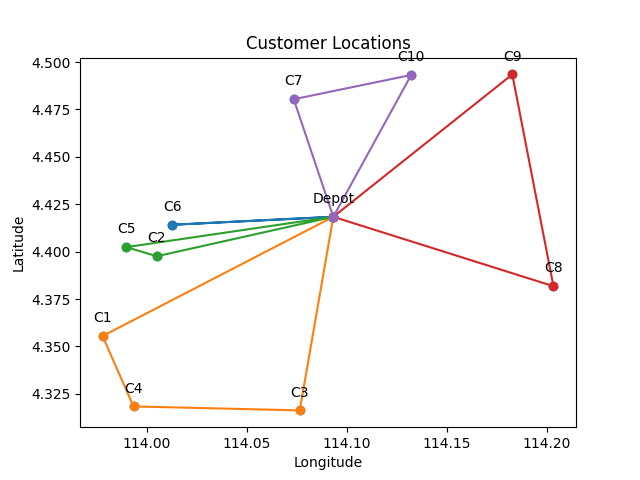 Customer Locations
C10
C9
C7
Depot
C6
C5
C2
C8
C1
C4
C3
4.500
4.475
4.450
4.425
4.400
4.375
4.350
4.325
Latitude
114.00
114.05
114.10
114.15
114.20
Longitude